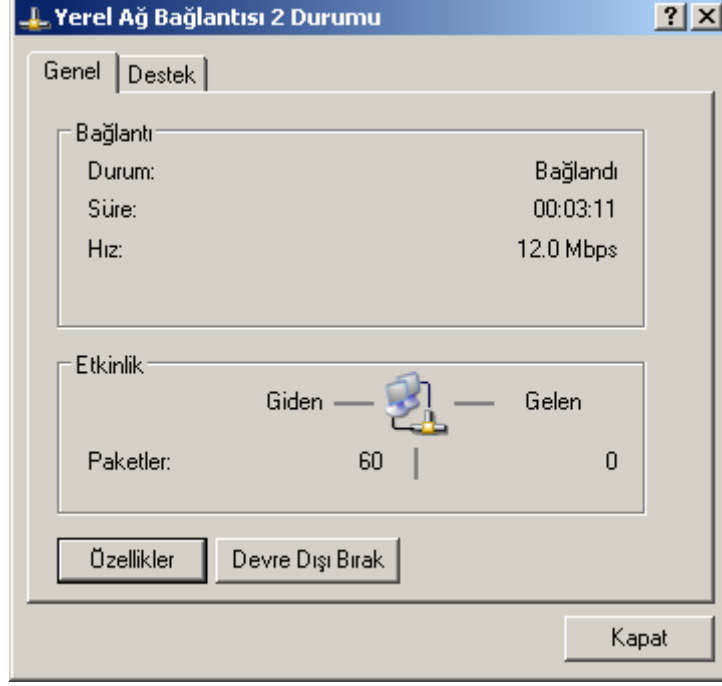 Yerel Ağ Bağlantısı 2 Durumu
Genel Destek
Bağlantı
Durum: Bağlandı
Süre: 00:03:11
Hız: 12.0 Mbps
Etkinlik
Giden Gelen
Paketler: 60 0
Özellikler Devre Dışı Bırak
Kapat